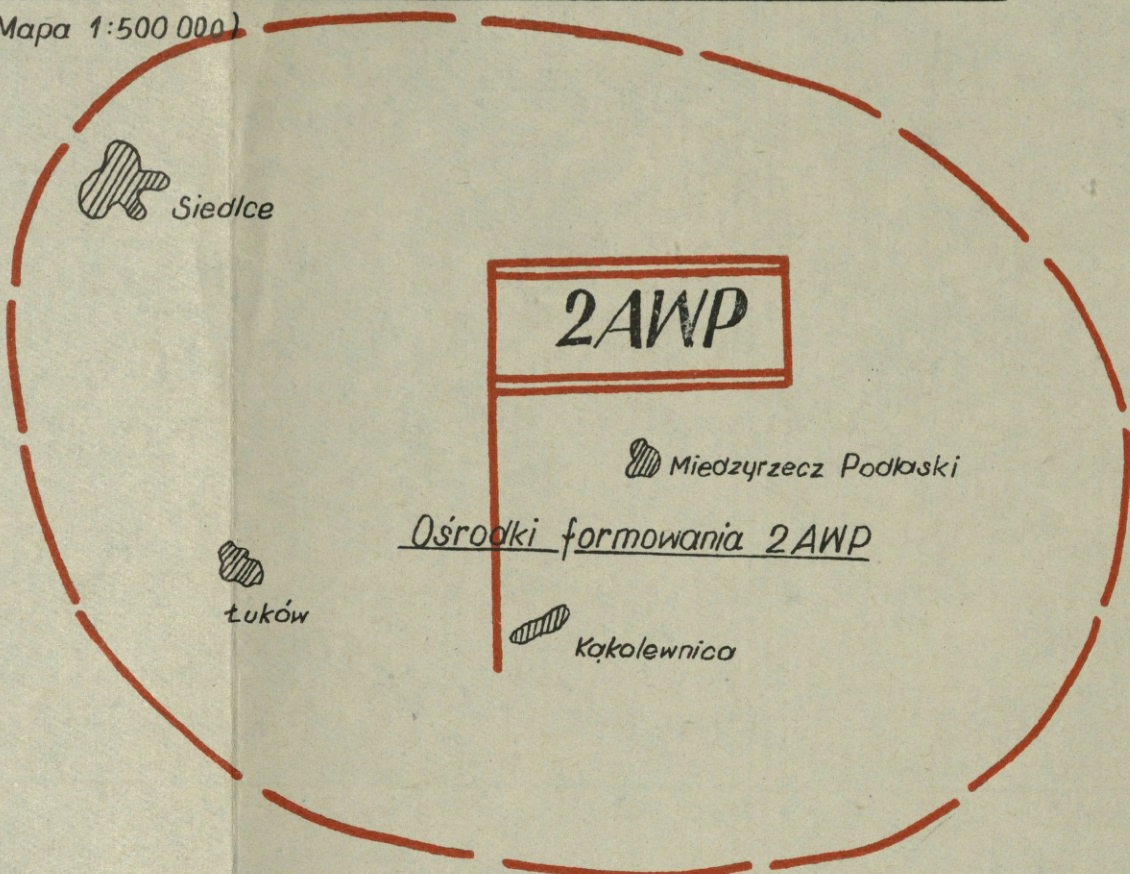 Mapa 1:500 000)
Siedlce
2AWP
Miedzyrzecz Podlaski
Ośrodki formowania 2AWP
Łuków
Kąkolewnica